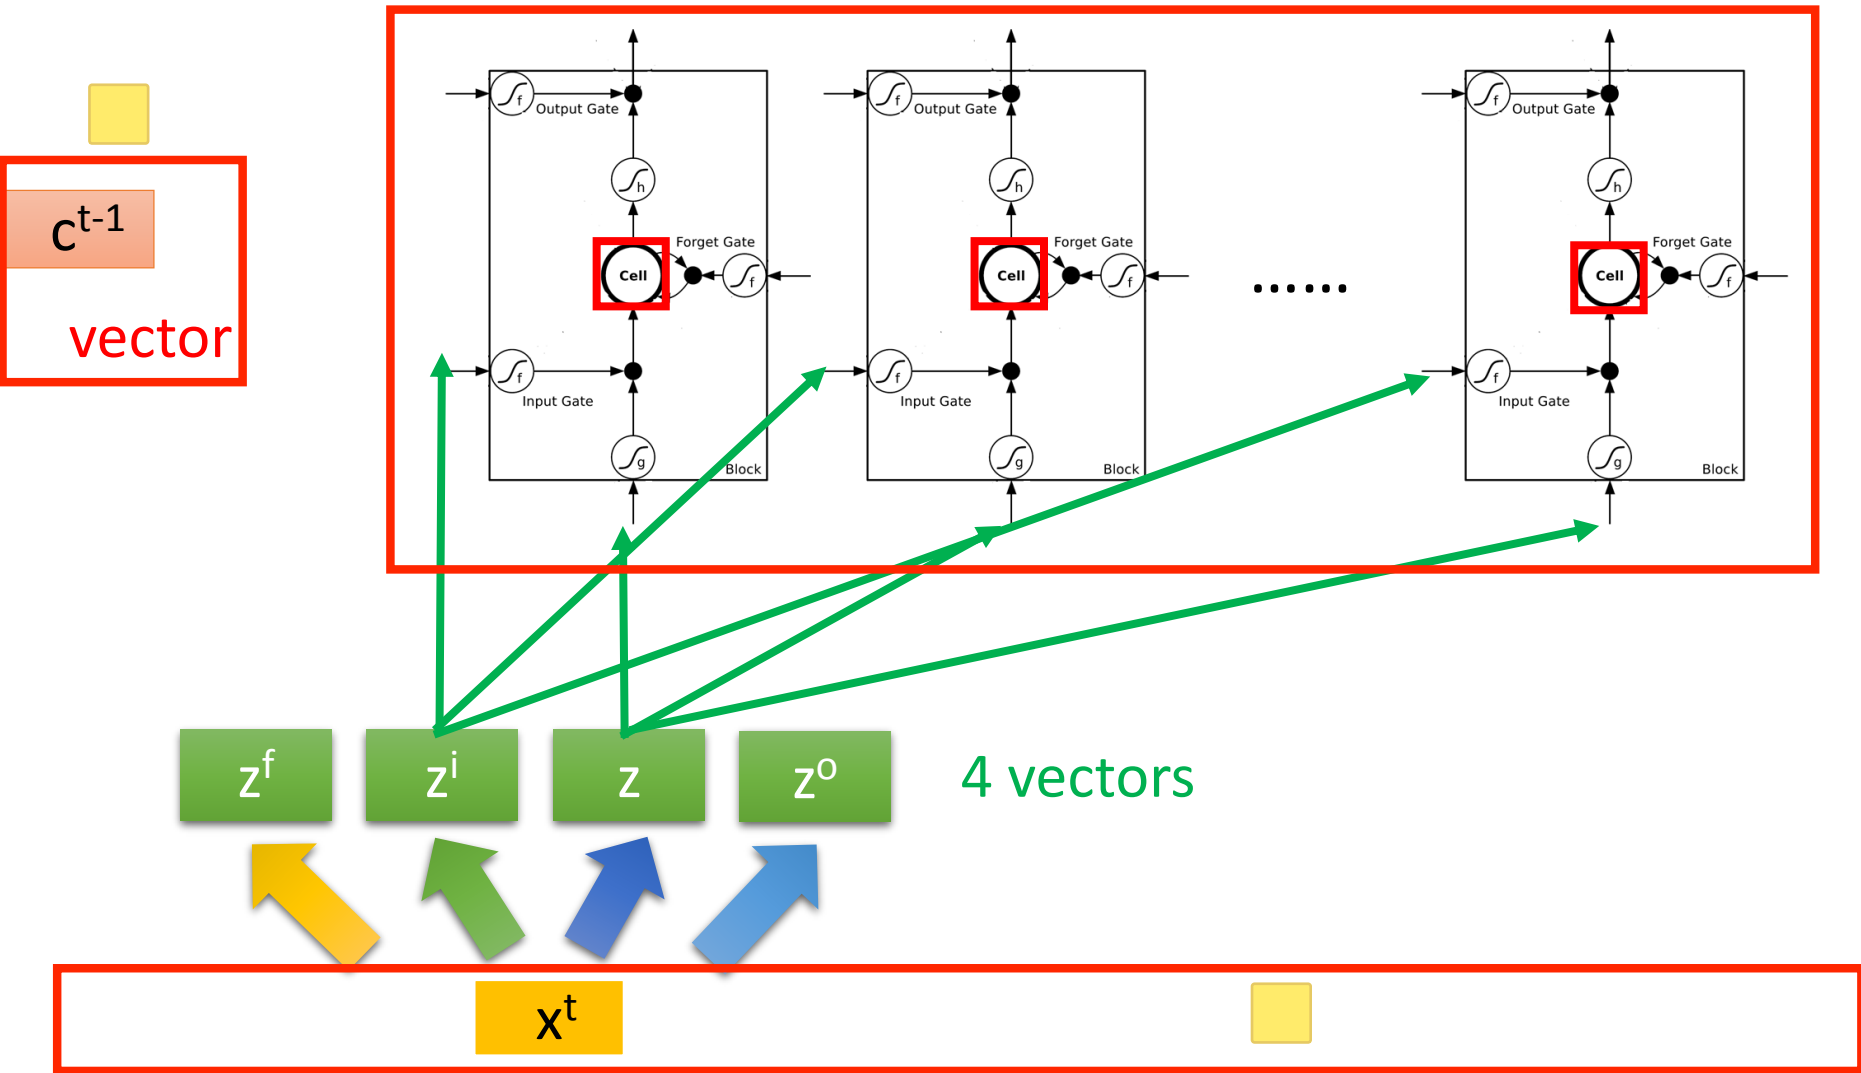 f
Output Gate
h
Forget Gate
Cell
f
f
Input Gate
g
Block
f
Output Gate
h
Forget Gate
Cell
f
f
Input Gate
g
Block
......
f
Output Gate
h
Forget Gate
Cell
f
f
Input Gate
g
Block
c^t-1
vector
z^f
z^i
z
z^o
4 vectors
x^t